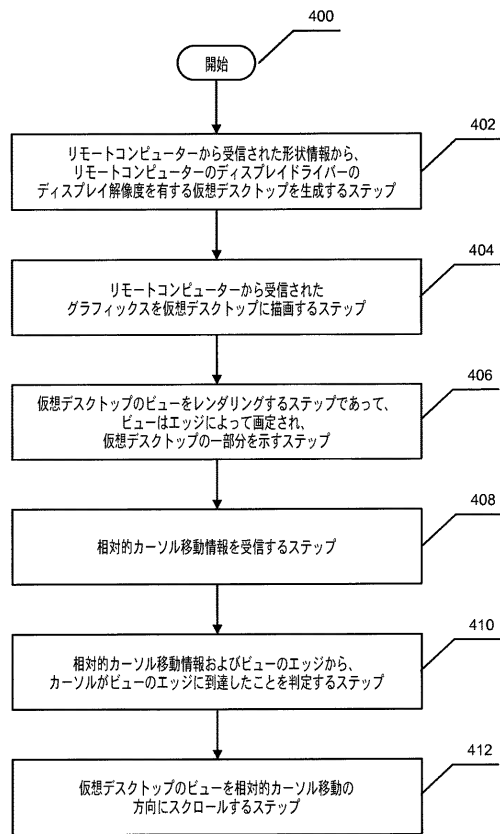 400
開始
402
リモートコンピューターから受信された形状情報から、
リモートコンピューターのディスプレイドライバーの
ディスプレイ解像度を有する仮想デスクトップを生成するステップ
404
リモートコンピューターから受信された
グラフィックスを仮想デスクトップに描画するステップ
406
仮想デスクトップのビューをレンダリングするステップであって、
ビューはエッジによって画定され、
仮想デスクトップの一部分を示すステップ
408
相対的カーソル移動情報を受信するステップ
410
相対的カーソル移動情報およびビューのエッジから、
カーソルがビューのエッジに到達したことを判定するステップ
412
仮想デスクトップのビューを相対的カーソル移動の
方向にスクロールするステップ